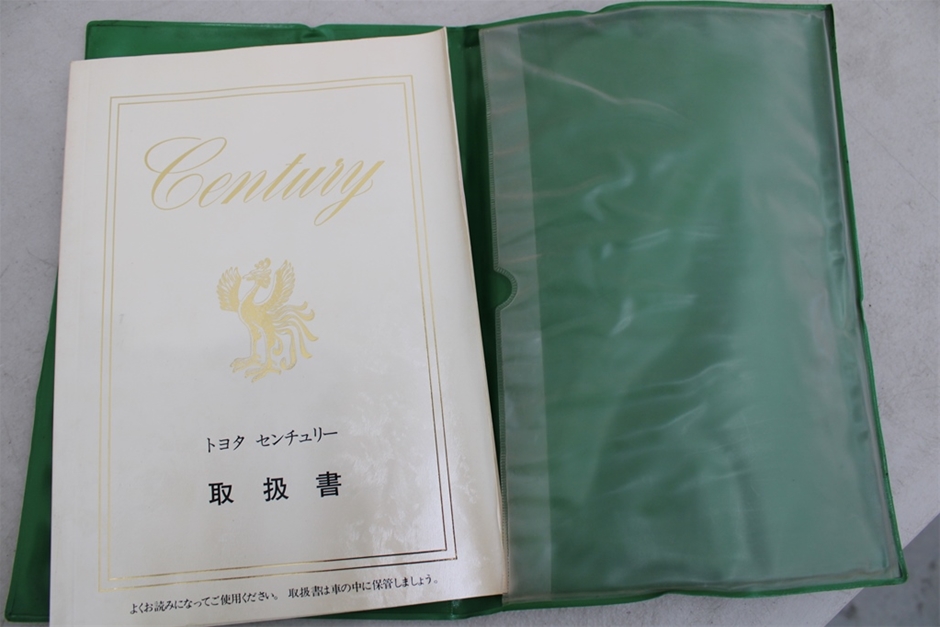 Century
トヨタ センチュリー
取扱書
よくお読みになってご使用ください。 取扱書は車の中に保管しましょう。